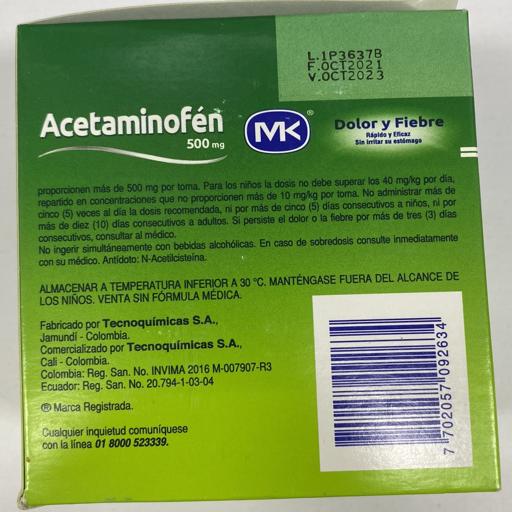 L.1P3637B
F.OCT2021
V.OCT2023
Acetaminofén
500 mg
MK®
Dolor y Fiebre
Rápido y Eficaz
Sin irritar su estómago
proporcionen más de 500 mg por toma. Para los niños la dosis no debe superar los 40 mg/kg por día,
repartido en concentraciones que no proporcionen más de 10 mg/kg por toma. No administrar más de
cinco (5) veces al día la dosis recomendada, ni por más de cinco (5) días consecutivos a niños, ni por
más de diez (10) días consecutivos a adultos. Si persiste el dolor o la fiebre por más de tres (3) días
consecutivos, consultar al médico.
No ingerir simultáneamente con bebidas alcohólicas. En caso de sobredosis consulte inmediatamente
con su médico. Antídoto: N-Acetilcisteína.
ALMACENAR A TEMPERATURA INFERIOR A 30 °C. MANTÉNGASE FUERA DEL ALCANCE DE
LOS NIÑOS. VENTA SIN FÓRMULA MÉDICA.
Fabricado por Tecnoquímicas S.A.,
Jamundí - Colombia.
Comercializado por Tecnoquímicas S.A.,
Cali - Colombia.
Colombia: Reg. San. No. INVIMA 2016 M-007907-R3
Ecuador: Reg. San. No. 20.794-1-03-04
® Marca Registrada.
Cualquier inquietud comuníquese
con la línea 01 8000 523339.
7 702057 092634